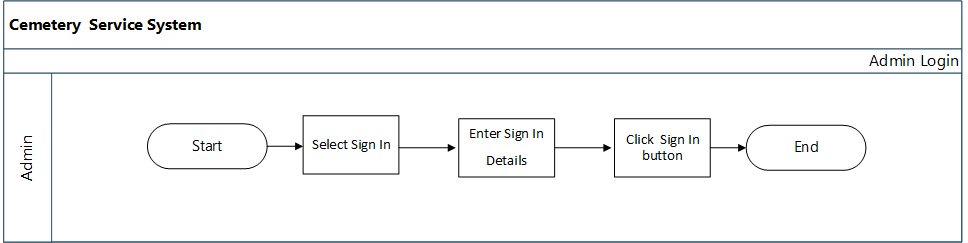 Cemetery Service System
Admin Login
Admin
Start
Select Sign In
Enter Sign In
Details
Click Sign In
button
End